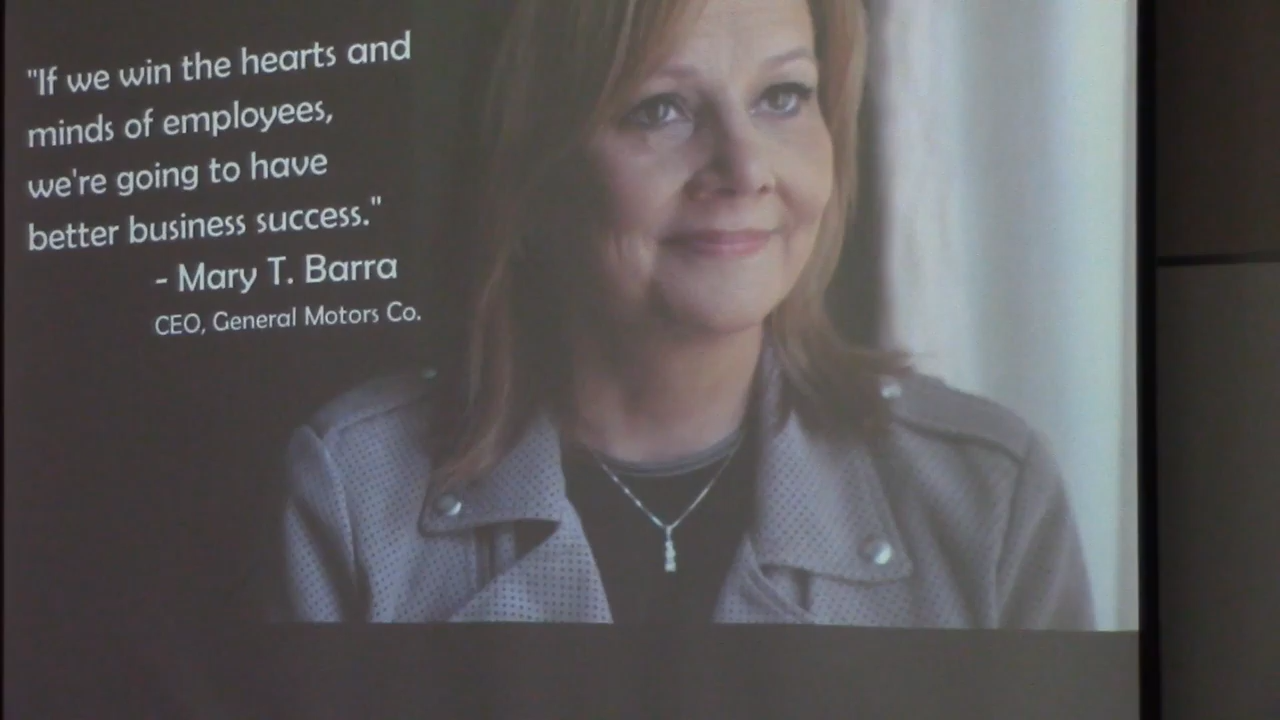 "If we win the hearts and
minds of employees,
we're going to have
better business success."
- Mary T. Barra
CEO, General Motors Co.